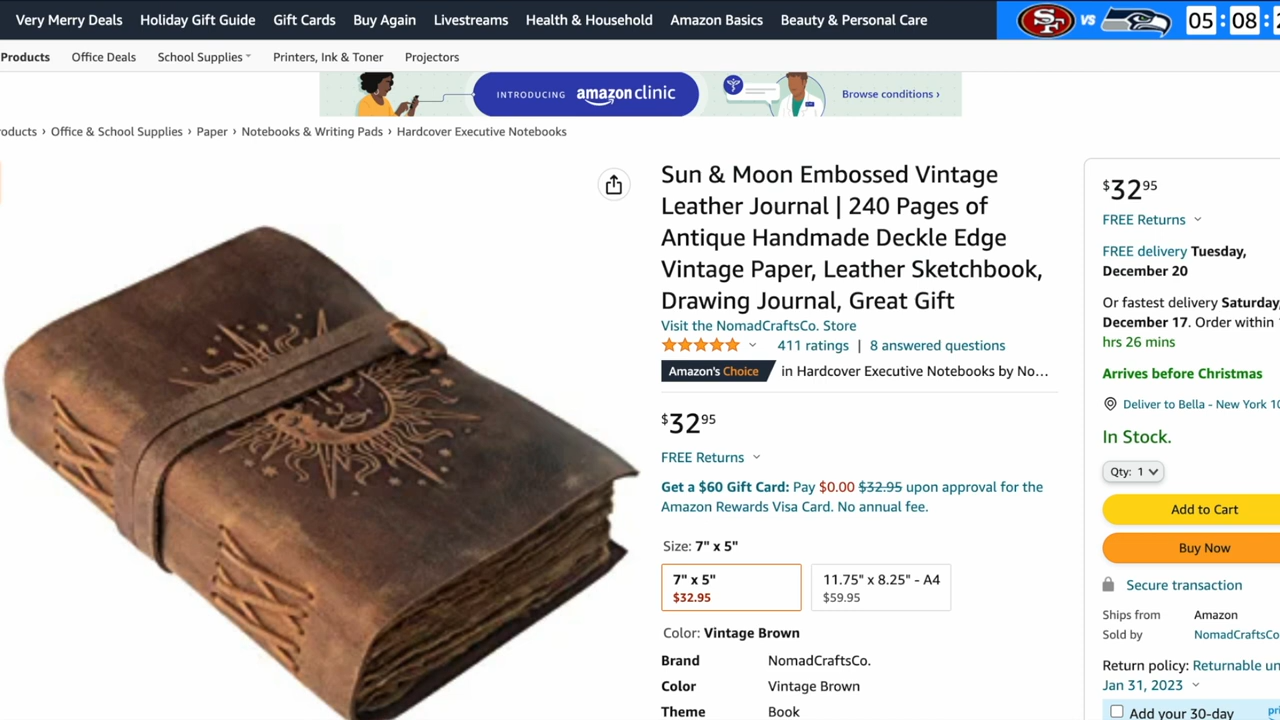 Very Merry Deals Holiday Gift Guide Gift Cards Buy Again Livestreams Health & Household Amazon Basics Beauty & Personal Care SF VS 05 : 08 :
Products Office Deals School Supplies Printers, Ink & Toner Projectors
INTRODUCING amazon clinic Browse conditions ›
oducts › Office & School Supplies › Paper › Notebooks & Writing Pads › Hardcover Executive Notebooks
Sun & Moon Embossed Vintage
Leather Journal | 240 Pages of
Antique Handmade Deckle Edge
Vintage Paper, Leather Sketchbook,
Drawing Journal, Great Gift
Visit the NomadCraftsCo. Store
411 ratings | 8 answered questions
Amazon's Choice in Hardcover Executive Notebooks by No...
$32 95
FREE Returns
Get a $60 Gift Card: Pay $0.00 $32.95 upon approval for the
Amazon Rewards Visa Card. No annual fee.
Size: 7" x 5"
7" x 5" 11.75" x 8.25" - A4
$32.95 $59.95
Color: Vintage Brown
Brand NomadCraftsCo.
Color Vintage Brown
Theme Book
$32 95
FREE Returns
FREE delivery Tuesday,
December 20
Or fastest delivery Saturday,
December 17. Order within
hrs 26 mins
Arrives before Christmas
Deliver to Bella - New York 10
In Stock.
Qty: 1
Add to Cart
Buy Now
Secure transaction
Ships from Amazon
Sold by NomadCraftsCo
Return policy: Returnable un
Jan 31, 2023
Add your 30-day pri